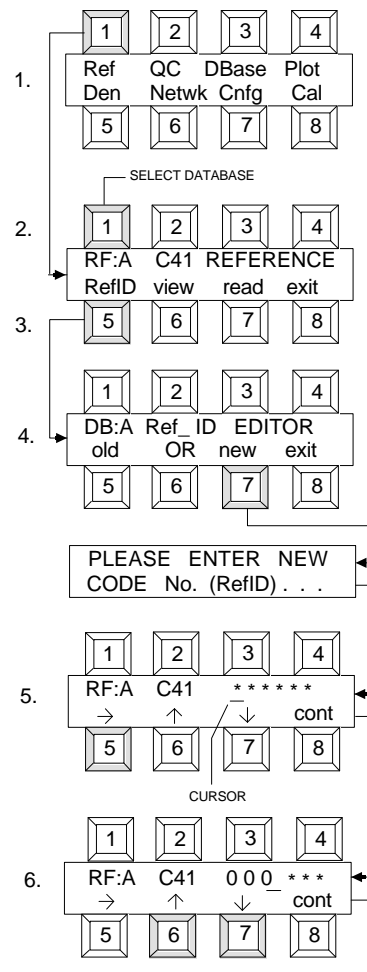 1 2 3 4
1.
Ref QC DBase Plot
Den Netwk Cnfg Cal
5 6 7 8
SELECT DATABASE
2.
1 2 3 4
RF:A C41 REFERENCE
RefID view read exit
3.
5 6 7 8
1 2 3 4
4.
DB:A Ref_ID EDITOR
old OR new exit
5 6 7 8
PLEASE ENTER NEW
CODE No. (RefID) . . .
1 2 3 4
5.
RF:A C41 * * * * * *
→ ↑ ↓ cont
5 6 7 8
CURSOR
1 2 3 4
6.
RF:A C41 0 0 0 _ * * *
→ ↑ ↓ cont
5 6 7 8